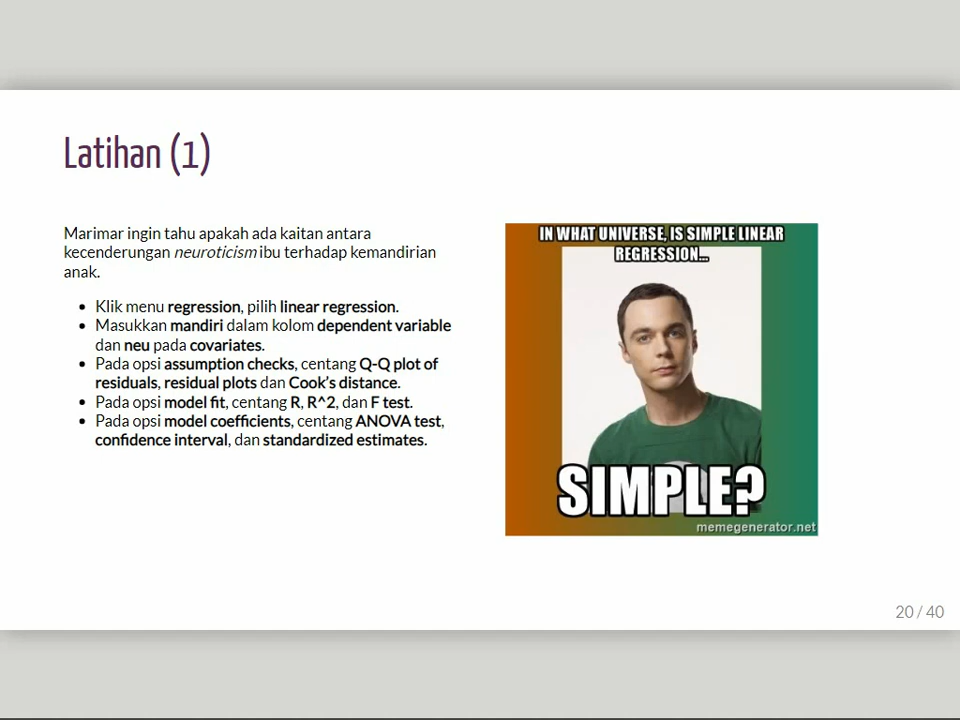 Latihan (1)
Marimar ingin tahu apakah ada kaitan antara
kecenderungan neuroticism ibu terhadap kemandirian
anak.
• Klik menu regression, pilih linear regression.
• Masukkan mandiri dalam kolom dependent variable
dan neu pada covariates.
• Pada opsi assumption checks, centang Q-Q plot of
residuals, residual plots dan Cook's distance.
• Pada opsi model fit, centang R, R^2, dan F test.
• Pada opsi model coefficients, centang ANOVA test,
confidence interval, dan standardized estimates.
IN WHAT UNIVERSE, IS SIMPLE LINEAR
REGRESSION...
SIMPLE?
memegenerator.net
20 / 40